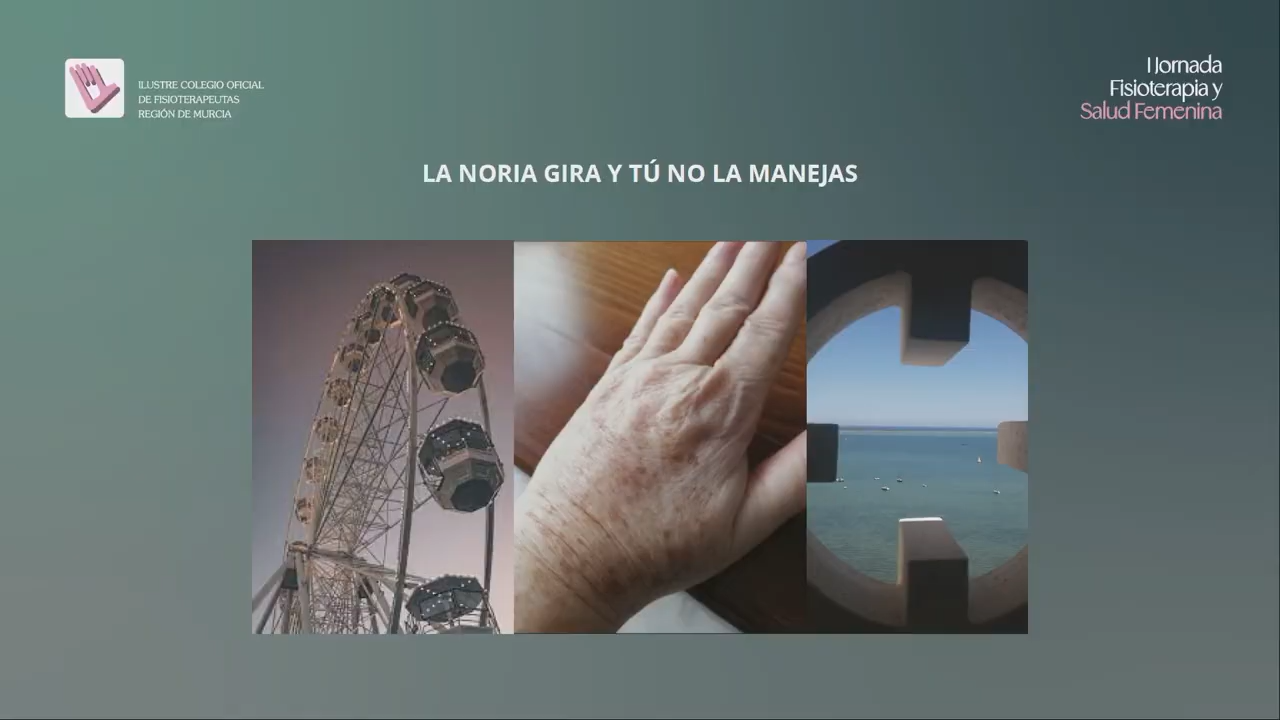 ILUSTRE COLEGIO OFICIAL
DE FISIOTERAPEUTAS
REGIÓN DE MURCIA
I Jornada
Fisioterapia y
Salud Femenina
LA NORIA GIRA Y TÚ NO LA MANEJAS